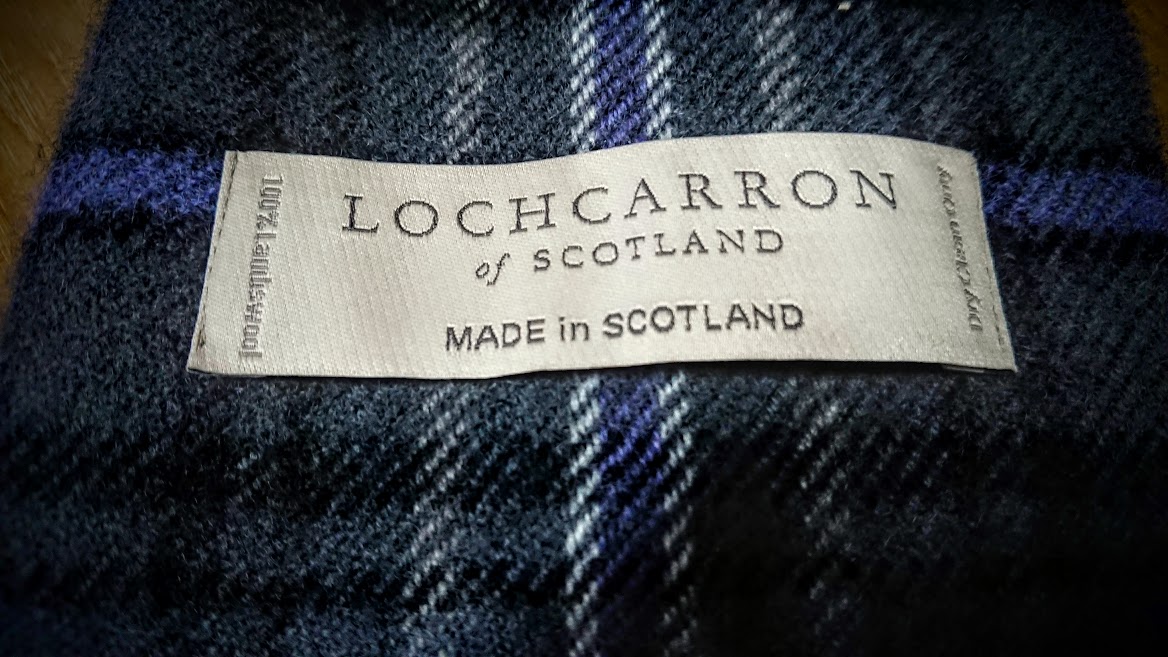 100% Lambswool
LOCHCARRON
of SCOTLAND
MADE in SCOTLAND
DRY CLEAN ONLY